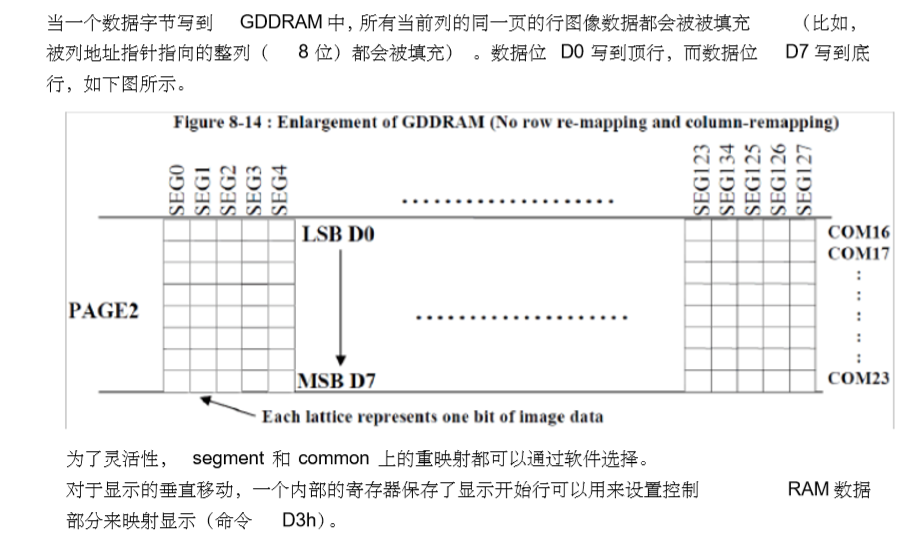 当一个数据字节写到 GDDRAM 中，所有当前列的同一页的行图像数据都会被被填充 （比如，
被列地址指针指向的整列（ 8 位）都会被填充）。数据位 D0 写到顶行，而数据位 D7 写到底
行，如下图所示。
Figure 8-14 : Enlargement of GDDRAM (No row re-mapping and column-remapping)
SEG0 SEG1 SEG2 SEG3 SEG4 ..................... SEG123 SEG134 SEG125 SEG126 SEG127
LSB D0 COM16
COM17
PAGE2 .....................
MSB D7 COM23
Each lattice represents one bit of image data
为了灵活性， segment 和 common 上的重映射都可以通过软件选择。
对于显示的垂直移动，一个内部的寄存器保存了显示开始行可以用来设置控制 RAM 数据
部分来映射显示（命令 D3h）。